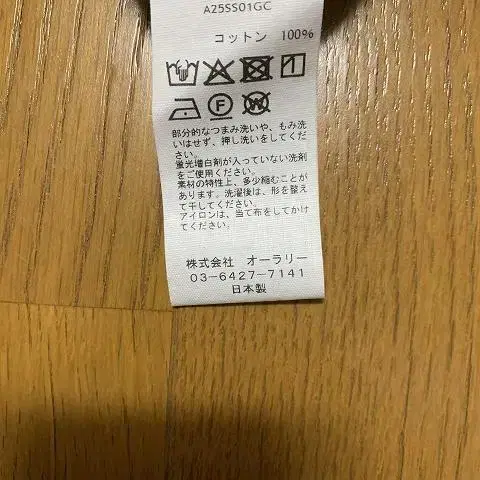 A25SS01GC
コットン 100%
部分的なつまみ洗いや、もみ洗
いはせず、押し洗いをしてくださ
い。
蛍光増白剤が入っていない洗剤
をご使用ください。
素材の特性上、多少縮むことが
あります。洗濯後は、形を整え
て干してください。
アイロンは、当て布をしてかけ
てください。
株式会社 オーラリー
03-6427-7141
日本製